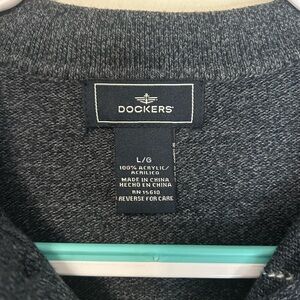 DOCKERS
L/G
100% ACRYLIC/
ACRILICO
MADE IN CHINA
HECHO EN CHINA
RN 15610
REVERSE FOR CARE